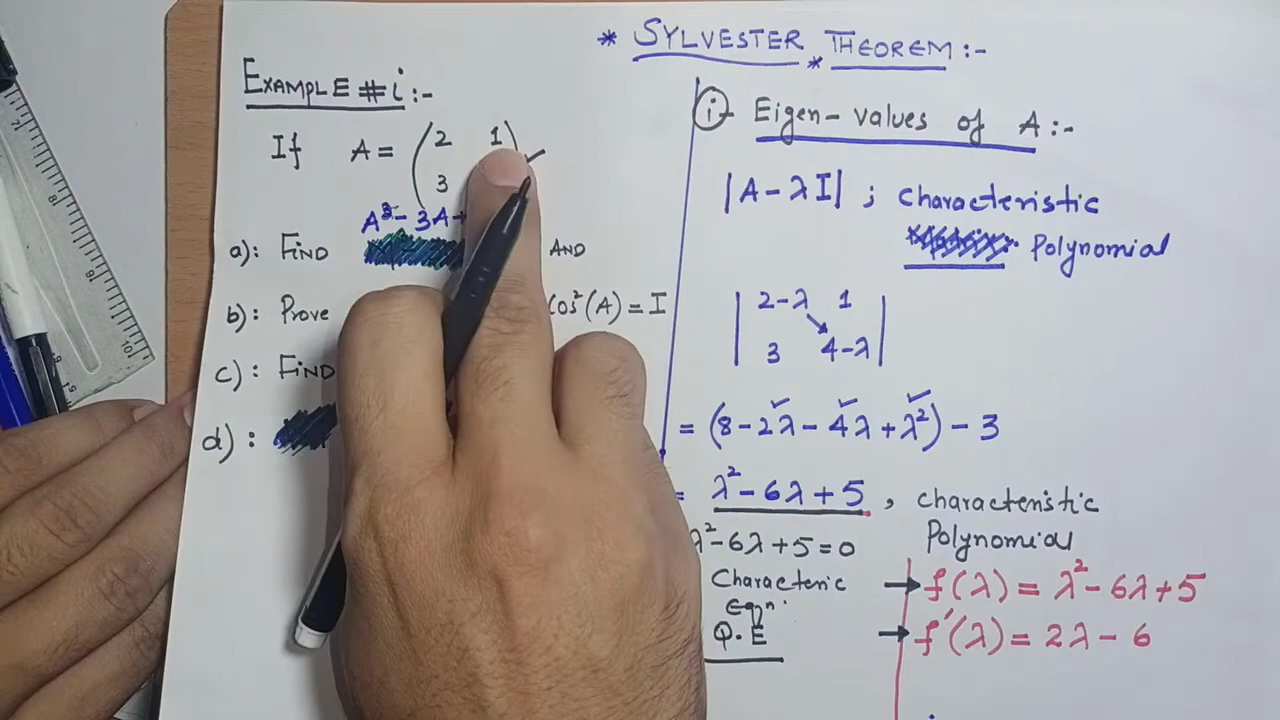 * SYLVESTER * THEOREM:-
EXAMPLE #i:-
If A = (2 1)
3
A³- 3A+
a): FIND AND
b): Prove Cos²(A) = I
c): FIND
d):
i- Eigen-values of A:-
|A - λI| ; characteristic
Polynomial
| 2-λ 1 |
| 3 4-λ |
= (8 - 2λ - 4λ + λ²) - 3
= λ² - 6λ + 5 , characteristic
Polynomial
λ² - 6λ + 5 = 0
Characteric
Eqn.
Q.E
→ f(λ) = λ² - 6λ + 5
→ f'(λ) = 2λ - 6